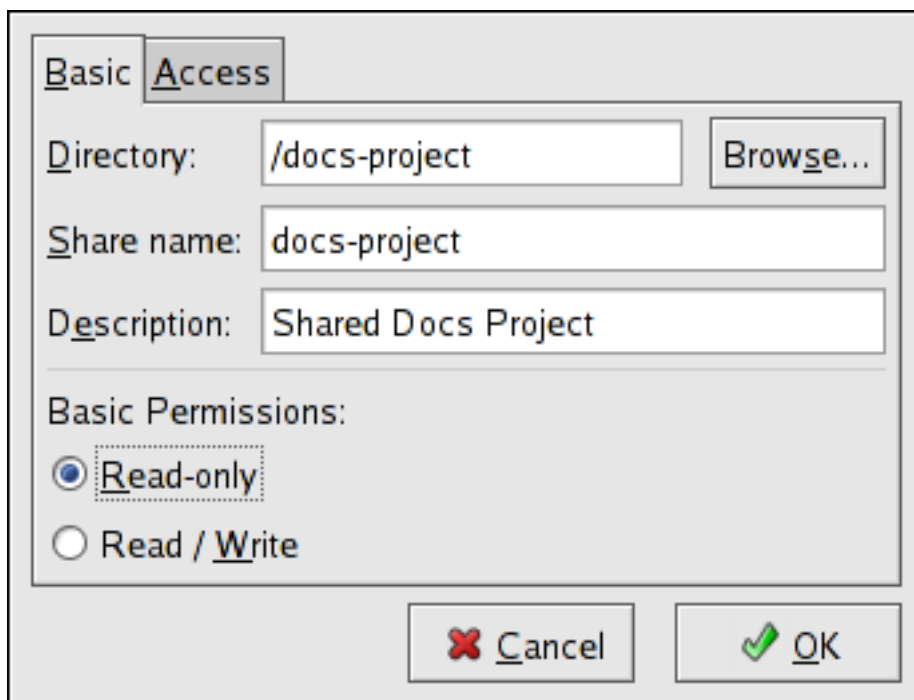 Basic Access
Directory: /docs-project Browse...
Share name: docs-project
Description: Shared Docs Project
Basic Permissions:
Read-only
Read / Write
Cancel OK